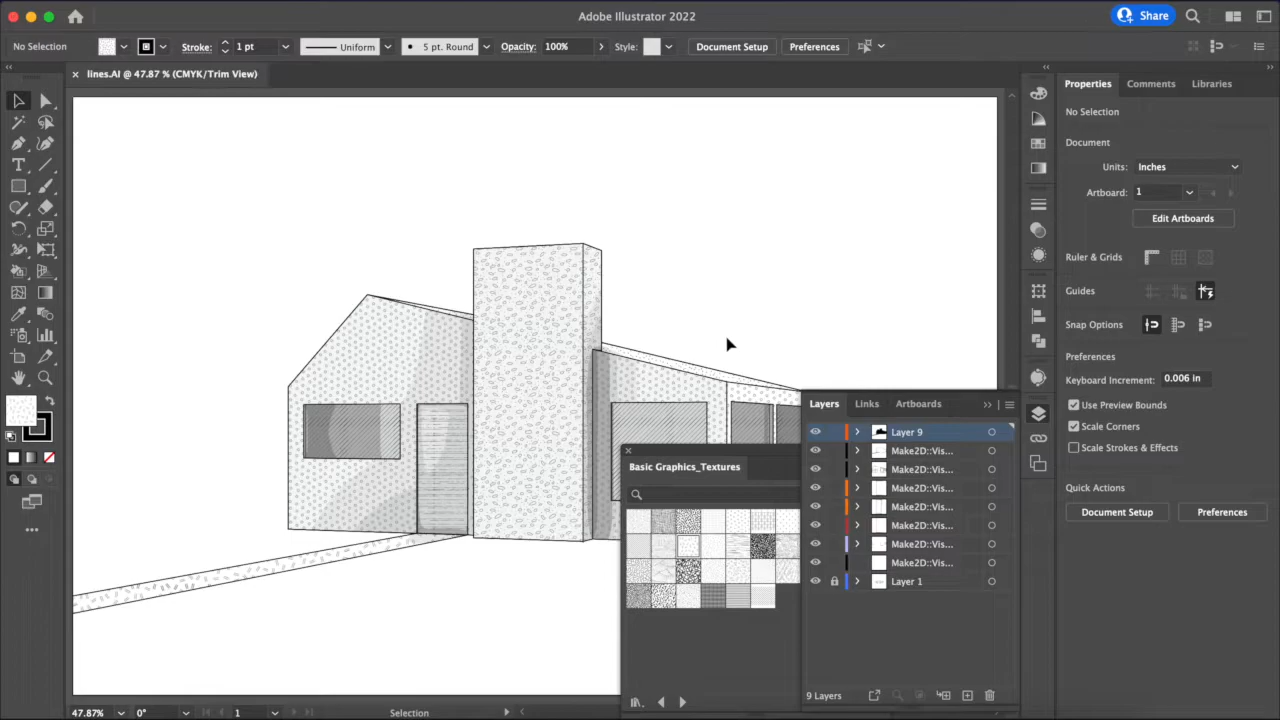 Adobe Illustrator 2022
Share
No Selection
Stroke:
1 pt
Uniform
5 pt. Round
Opacity:
100%
Style:
Document Setup
Preferences
lines.AI @ 47.87 % (CMYK/Trim View)
Properties
Comments
Libraries
No Selection
Document
Units:
Inches
Artboard:
1
Edit Artboards
Ruler & Grids
Guides
Snap Options
Preferences
Keyboard Increment:
0.006 in
Use Preview Bounds
Scale Corners
Scale Strokes & Effects
Quick Actions
Document Setup
Preferences
Layers
Links
Artboards
Layer 9
Make2D::Vis...
Make2D::Vis...
Make2D::Vis...
Make2D::Vis...
Make2D::Vis...
Make2D::Vis...
Make2D::Vis...
Layer 1
9 Layers
Basic Graphics_Textures
47.87%
0°
1
Selection